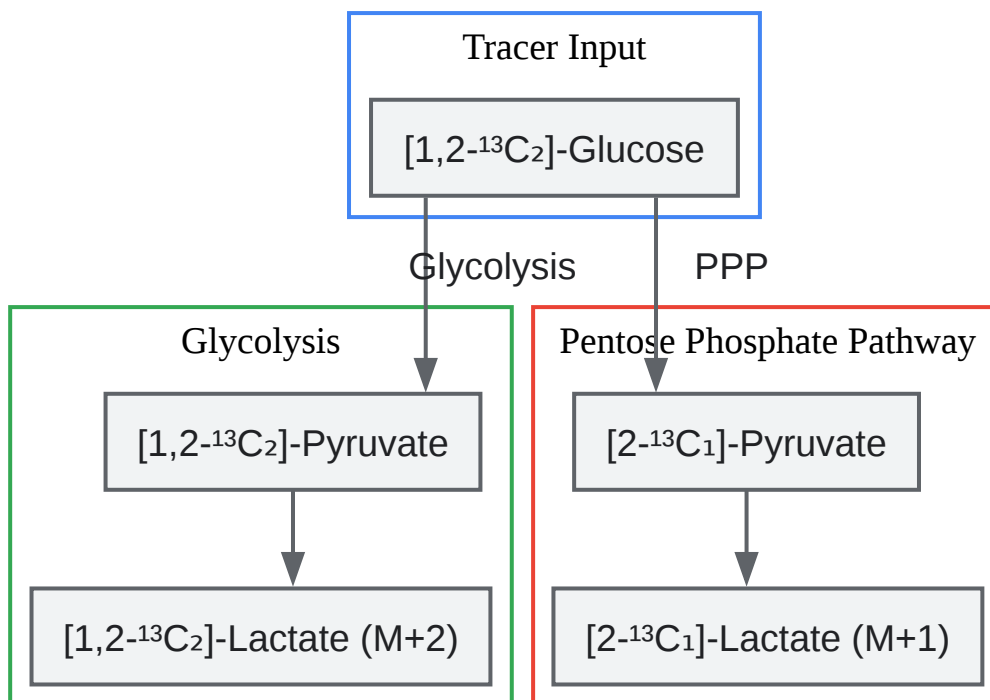 Tracer Input
[1,2-¹³C₂]-Glucose
Glycolysis PPP
Glycolysis
Pentose Phosphate Pathway
[1,2-¹³C₂]-Pyruvate
[2-¹³C₁]-Pyruvate
[1,2-¹³C₂]-Lactate (M+2)
[2-¹³C₁]-Lactate (M+1)